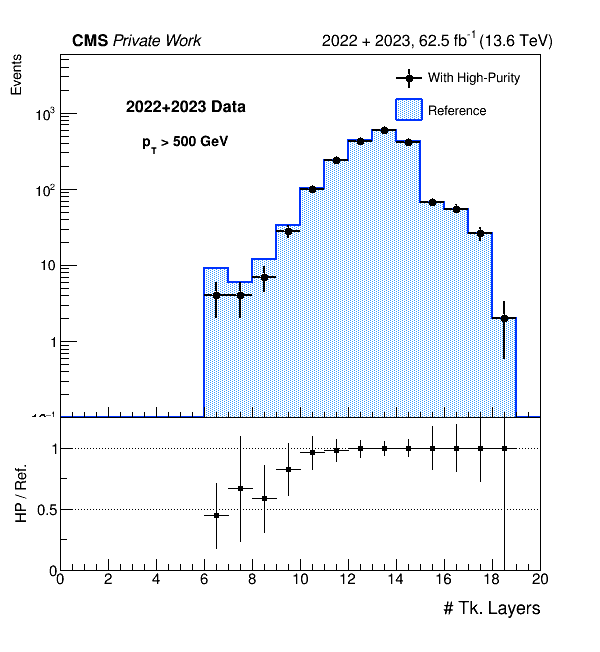 CMS Private Work 2022 + 2023, 62.5 fb⁻¹ (13.6 TeV)
Events
With High-Purity
Reference
2022+2023 Data
p_T > 500 GeV
10³
10²
10
1
10⁻¹
HP / Ref.
1
0.5
0
0 2 4 6 8 10 12 14 16 18 20
# Tk. Layers